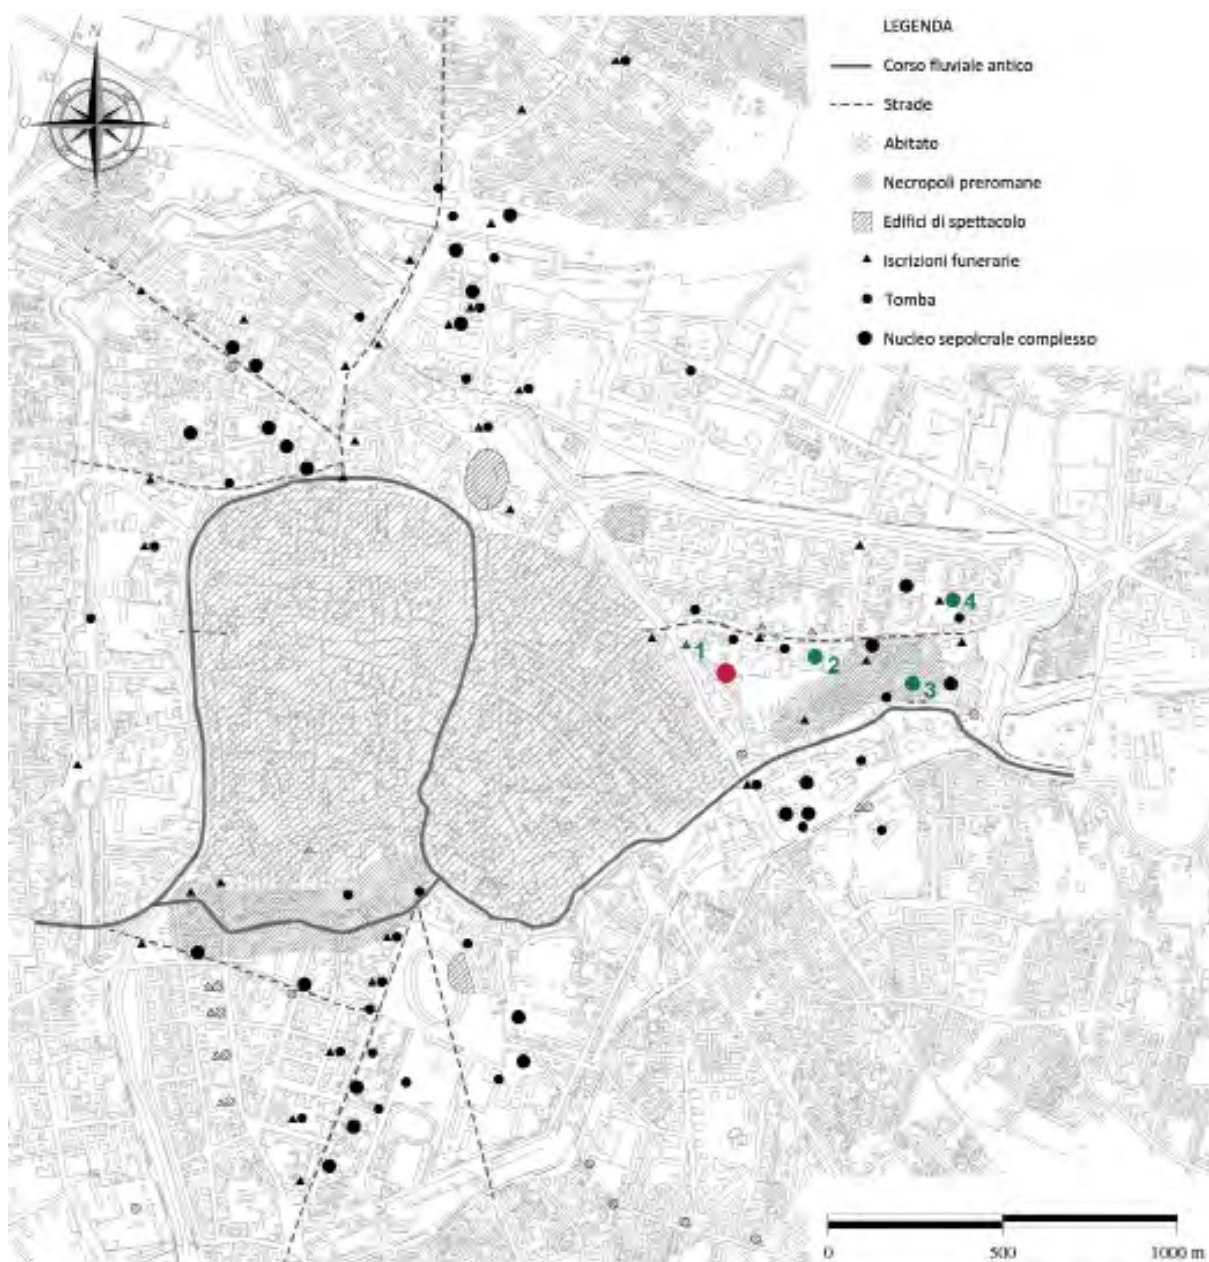 N
O
E
LEGENDA
Corso fluviale antico
Strade
Abitato
Necropoli preromane
Edifici di spettacolo
Iscrizioni funerarie
Tomba
Nucleo sepolcrale complesso
4
1
2
3
0 500 1000 m